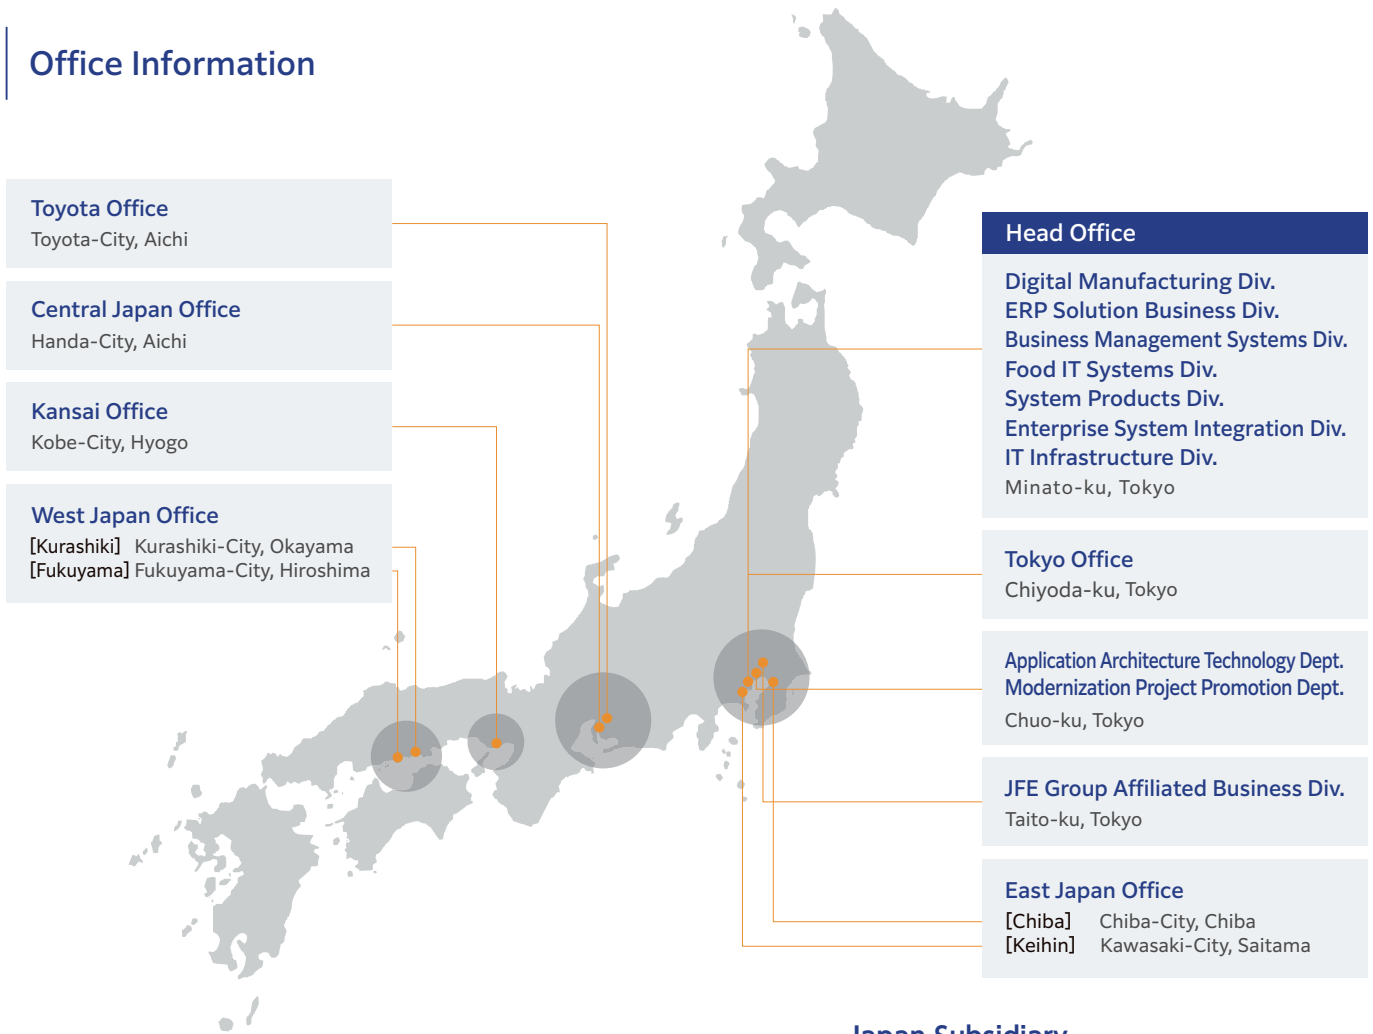 Office Information
Toyota Office
Toyota-City, Aichi
Central Japan Office
Handa-City, Aichi
Kansai Office
Kobe-City, Hyogo
West Japan Office
[Kurashiki] Kurashiki-City, Okayama
[Fukuyama] Fukuyama-City, Hiroshima
Head Office
Digital Manufacturing Div.
ERP Solution Business Div.
Business Management Systems Div.
Food IT Systems Div.
System Products Div.
Enterprise System Integration Div.
IT Infrastructure Div.
Minato-ku, Tokyo
Tokyo Office
Chiyoda-ku, Tokyo
Application Architecture Technology Dept.
Modernization Project Promotion Dept.
Chuo-ku, Tokyo
JFE Group Affiliated Business Div.
Taito-ku, Tokyo
East Japan Office
[Chiba] Chiba-City, Chiba
[Keihin] Kawasaki-City, Saitama
Japan Subsidiary